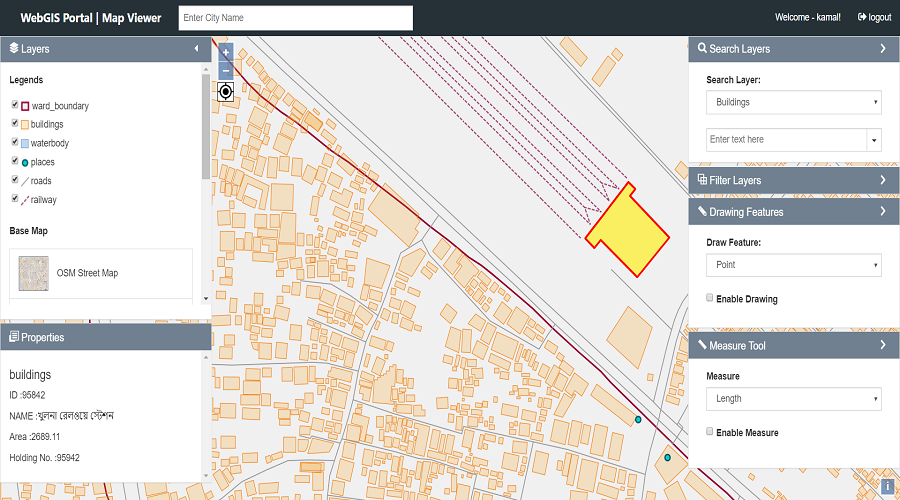 WebGIS Portal | Map Viewer
Enter City Name
Welcome - kamal!
logout
Layers
Legends
ward_boundary
buildings
waterbody
places
roads
railway
Base Map
OSM Street Map
Properties
buildings
ID :95842
NAME :খুলনা রেলওয়ে স্টেশন
Area :2689.11
Holding No. :95942
+
−
Search Layers
Search Layer:
Buildings
Enter text here
Filter Layers
Drawing Features
Draw Feature:
Point
Enable Drawing
Measure Tool
Measure
Length
Enable Measure
i